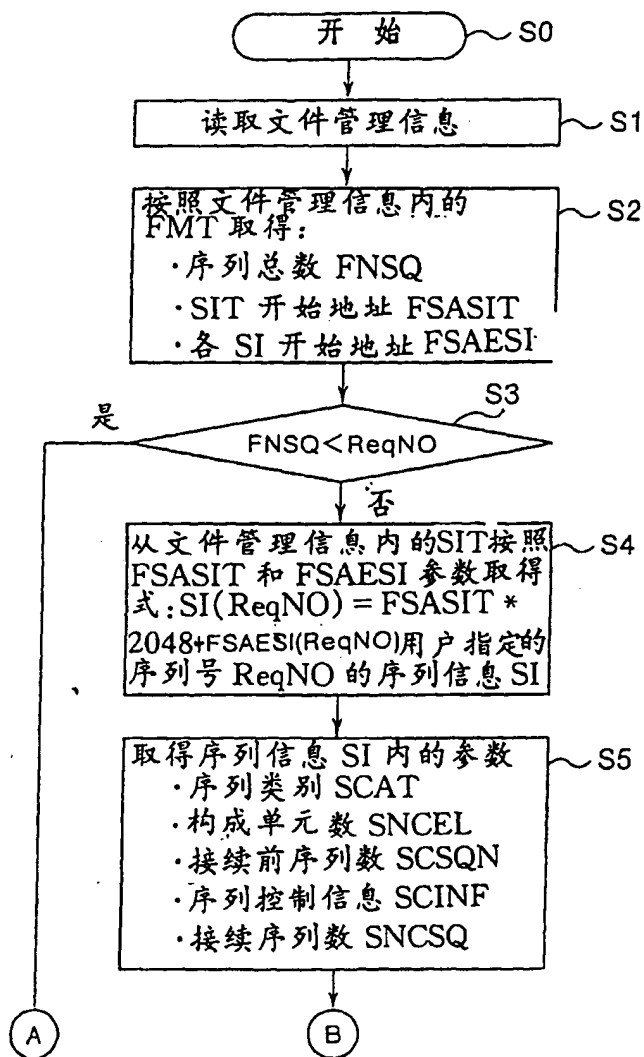 开 始
S0
读取文件管理信息
S1
按照文件管理信息内的
FMT 取得:
·序列总数 FNSQ
·SIT 开始地址 FSASIT
·各 SI 开始地址 FSAESI
S2
S3
是
FNSQ<ReqNO
否
从文件管理信息内的SIT按照
FSASIT 和 FSAESI 参数取得
式:SI(ReqNO)=FSASIT *
2048+FSAESI(ReqNO)用户指定的
序列号 ReqNO 的序列信息 SI
S4
取得序列信息 SI 内的参数
·序列类别 SCAT
·构成单元数 SNCEL
·接续前序列数 SCSQN
·序列控制信息 SCINF
·接续序列数 SNCSQ
S5
A
B